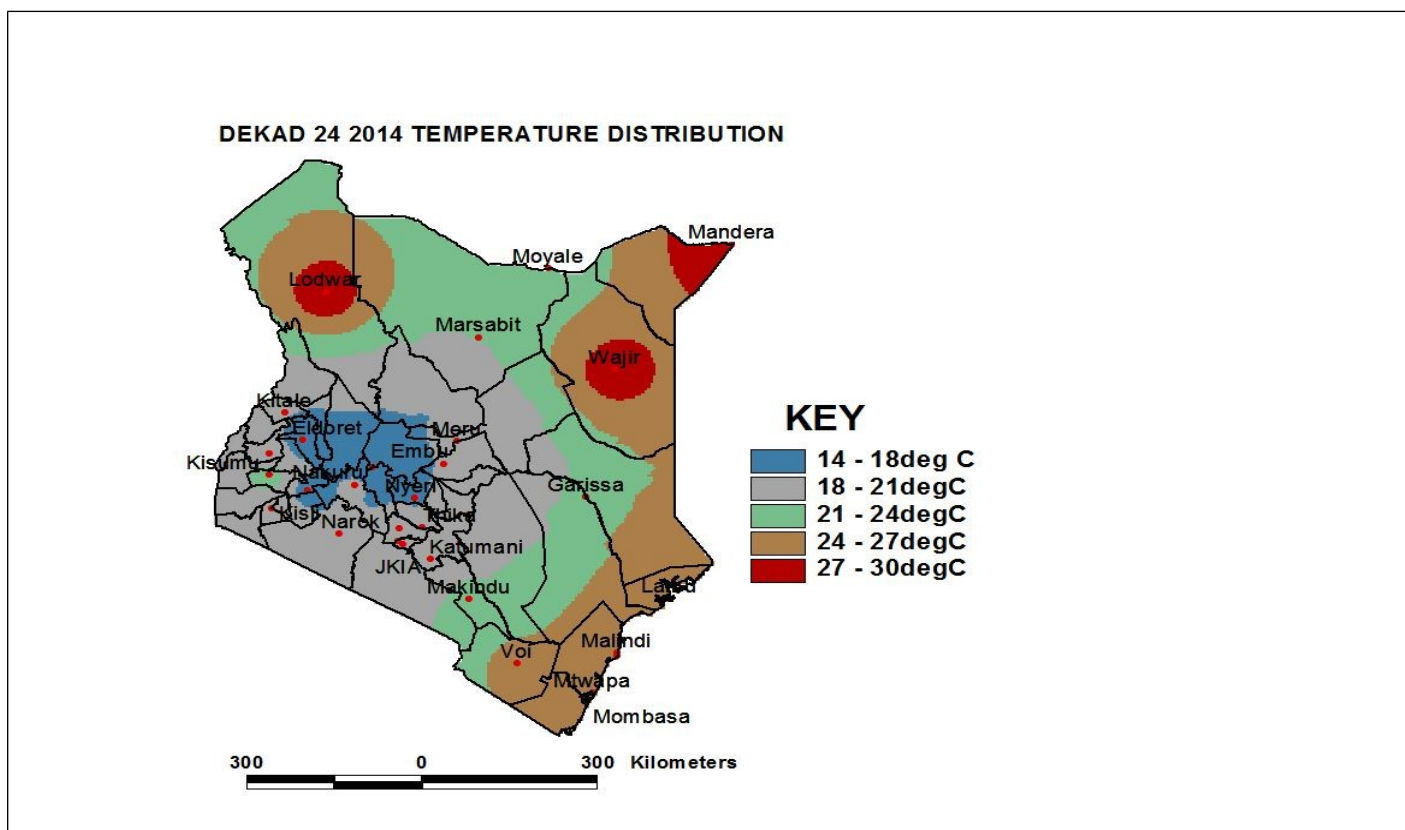 DEKAD 24 2014 TEMPERATURE DISTRIBUTION
Mandera
Moyale
Lodwar
Marsabit
Wajir
Kitale
Eldoret
Meru
Embu
Kisumu
Nakuru
Nyeri
Garissa
Kisii
Narok
Thika
Katumani
JKIA
Makindu
Lamu
Malindi
Voi
Mtwapa
Mombasa
KEY
14 - 18deg C
18 - 21degC
21 - 24degC
24 - 27degC
27 - 30degC
300 0 300 Kilometers